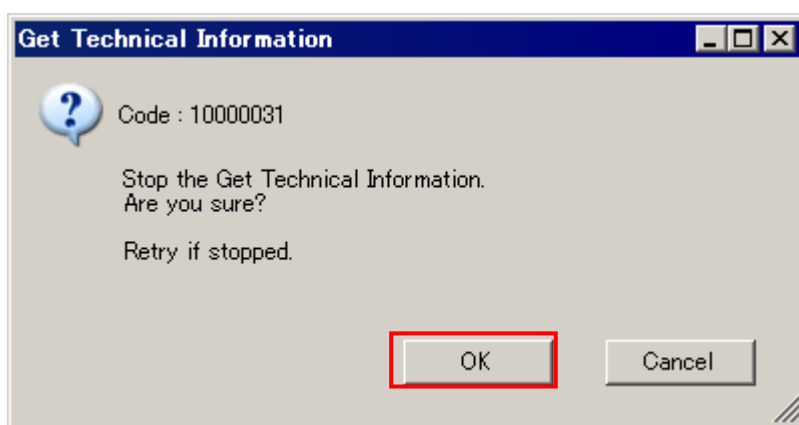 Get Technical Information
Code : 10000031
Stop the Get Technical Information.
Are you sure?
Retry if stopped.
OK
Cancel